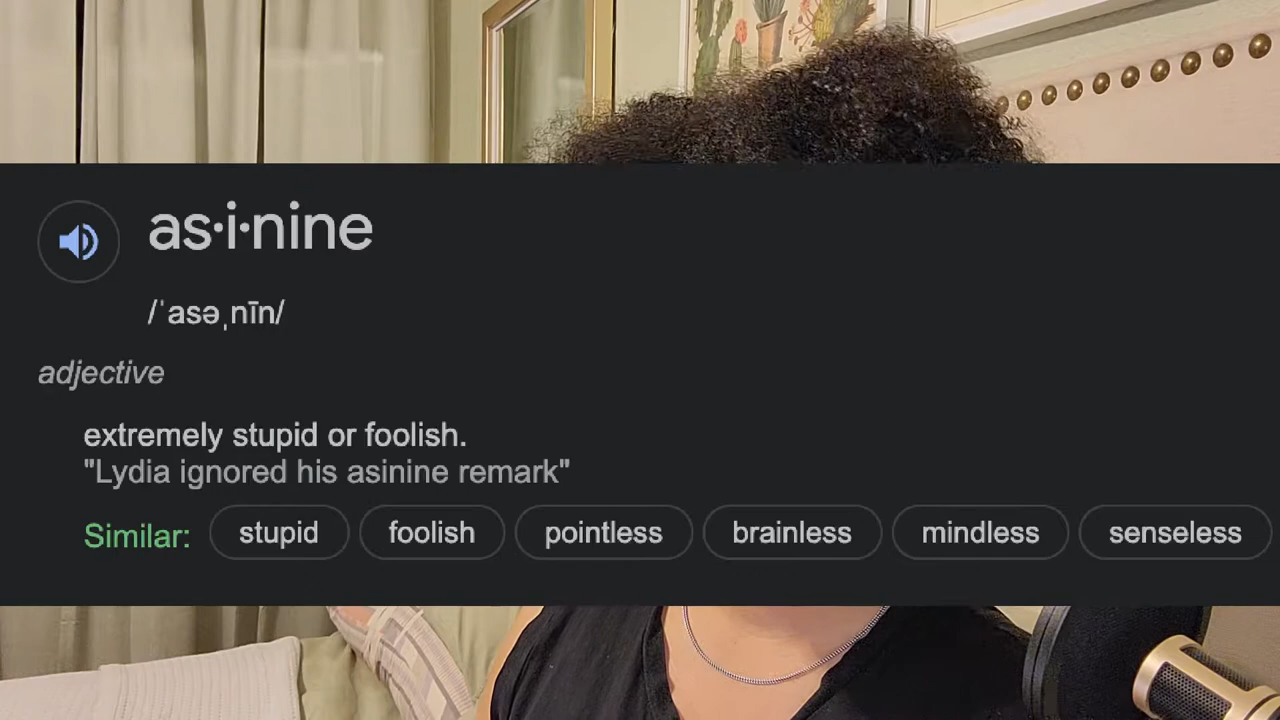 as·i·nine
/ˈasəˌnīn/
adjective
extremely stupid or foolish.
"Lydia ignored his asinine remark"
Similar: stupid foolish pointless brainless mindless senseless